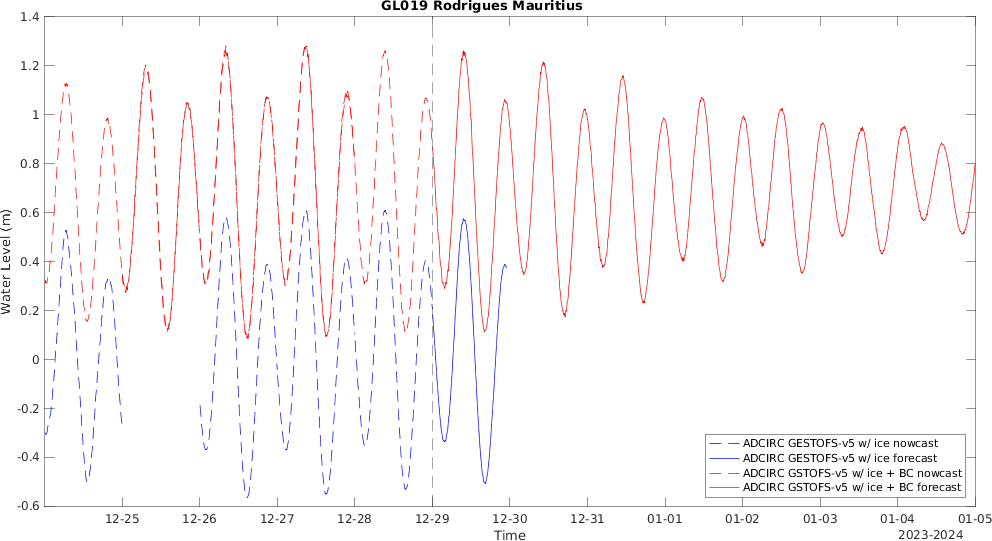 GL019 Rodrigues Mauritius
1.4
1.2
1
0.8
0.6
0.4
0.2
0
-0.2
-0.4
-0.6
Water Level (m)
ADCIRC GESTOFS-v5 w/ ice nowcast
ADCIRC GESTOFS-v5 w/ ice forecast
ADCIRC GSTOFS-v5 w/ ice + BC nowcast
ADCIRC GSTOFS-v5 w/ ice + BC forecast
12-25 12-26 12-27 12-28 12-29 12-30 12-31 01-01 01-02 01-03 01-04 01-05
Time
2023-2024